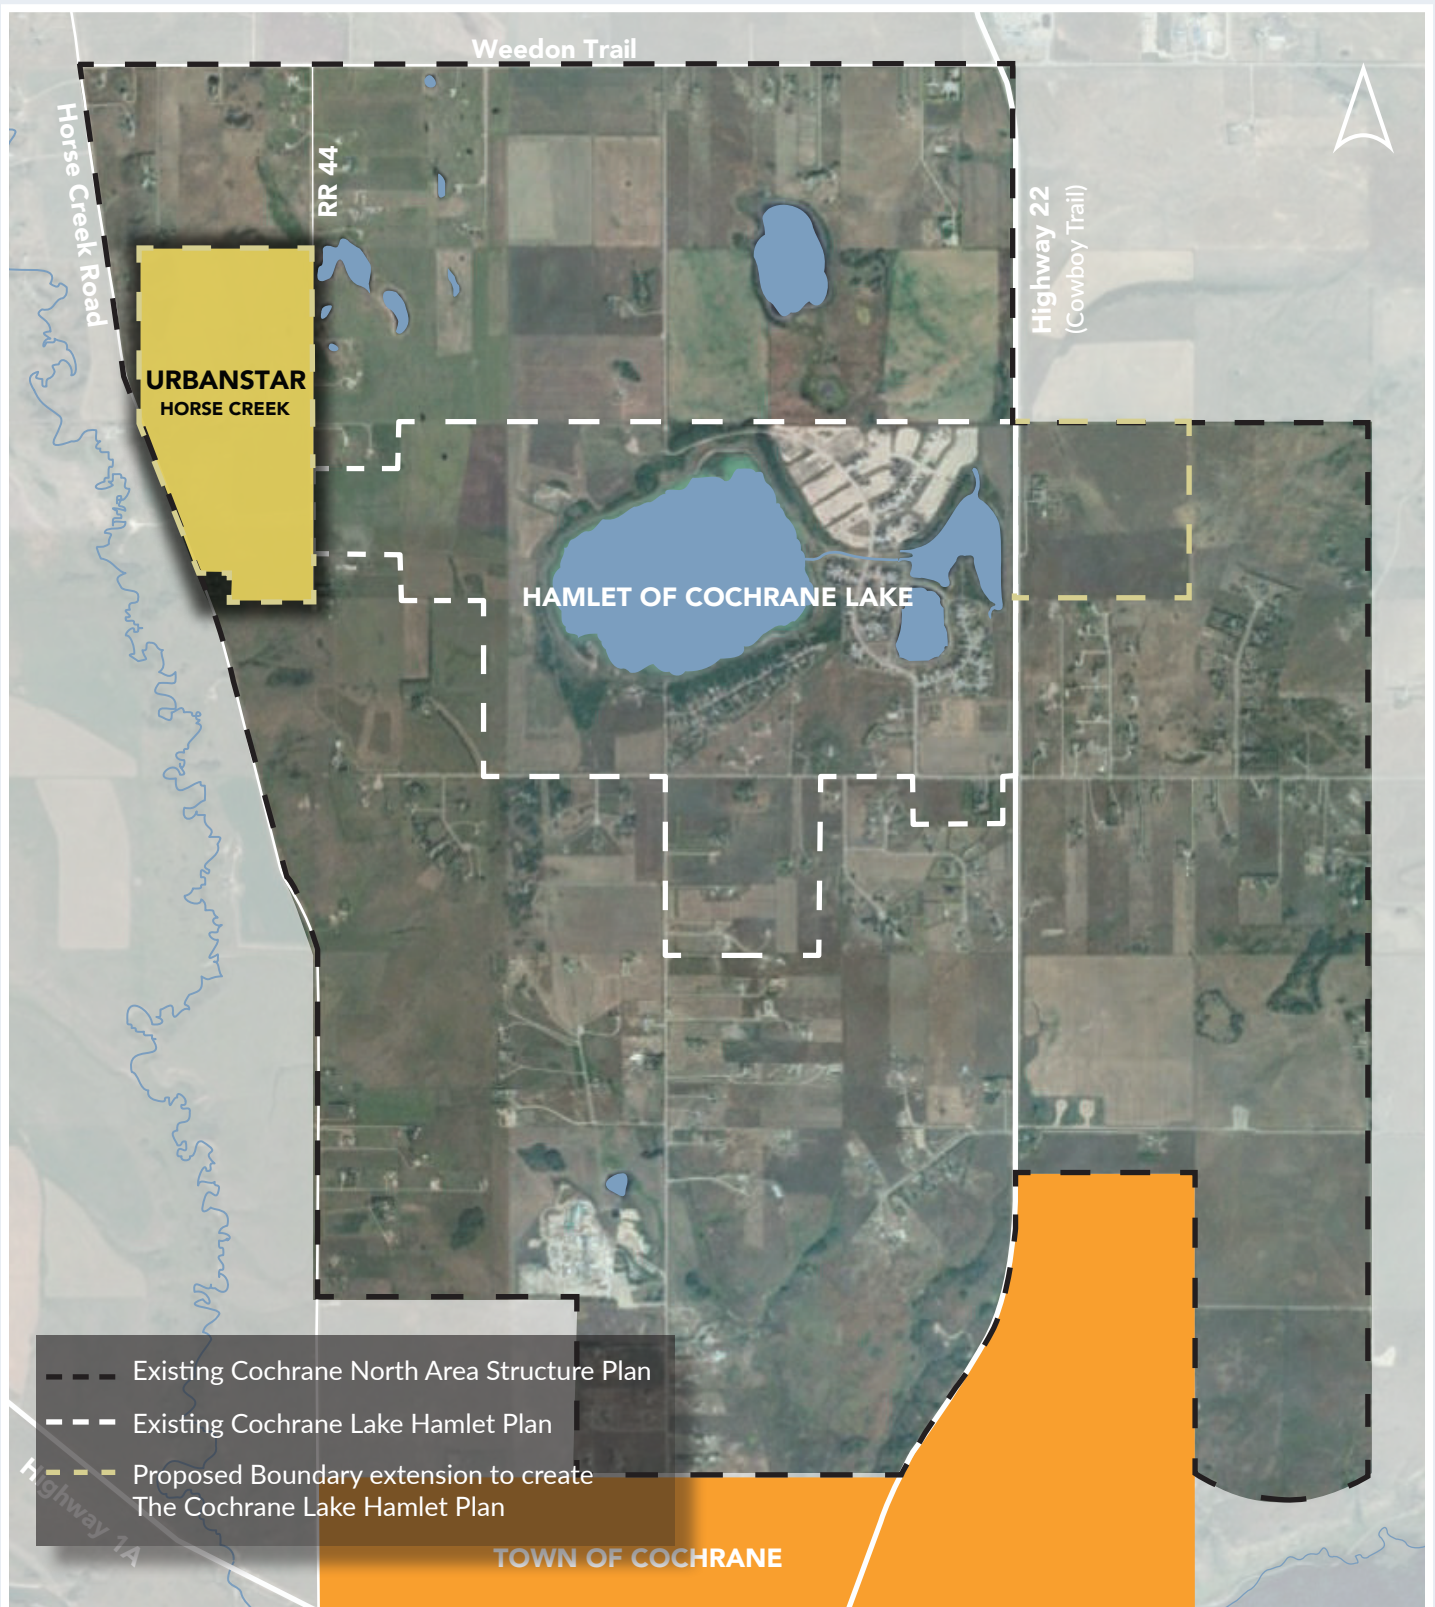 Weedon Trail
Horse Creek Road
RR 44
Highway 22
(Cowboy Trail)
URBANSTAR
HORSE CREEK
HAMLET OF COCHRANE LAKE
Existing Cochrane North Area Structure Plan
Existing Cochrane Lake Hamlet Plan
Proposed Boundary extension to create
The Cochrane Lake Hamlet Plan
Highway 1A
TOWN OF COCHRANE